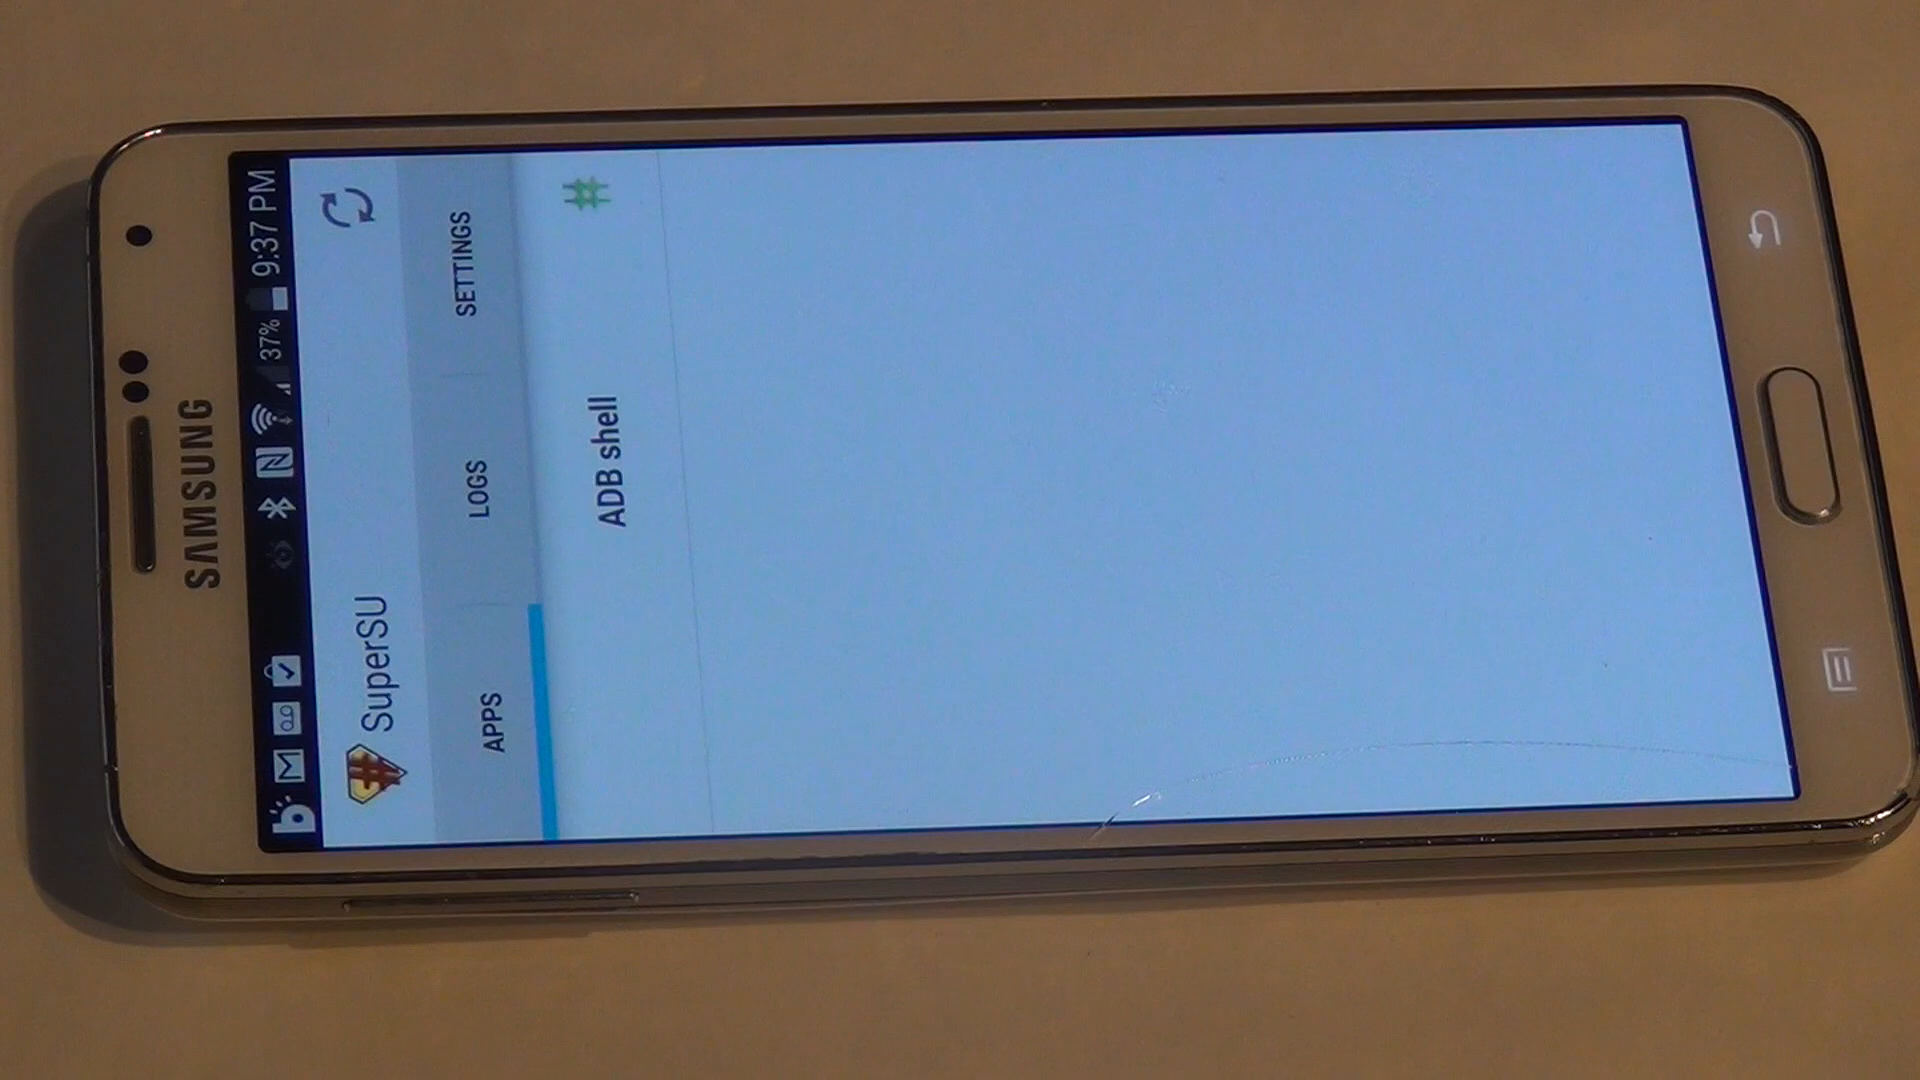 SAMSUNG
37% 9:37 PM
SuperSU
APPS LOGS SETTINGS
ADB shell #